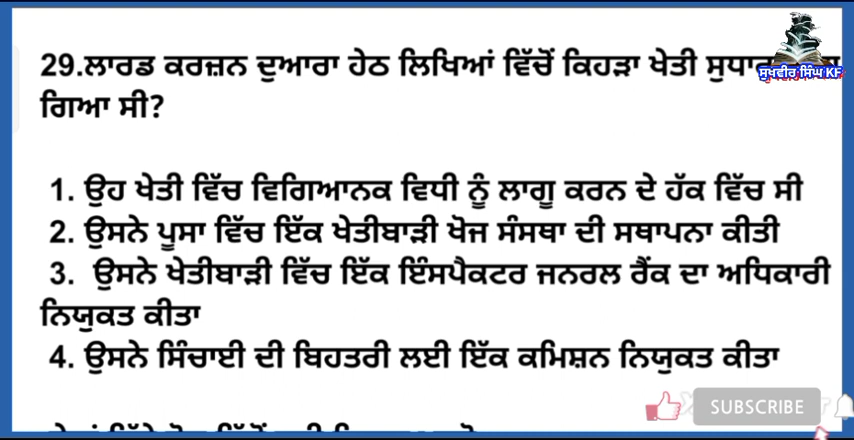 29.ਲਾਰਡ ਕਰਜ਼ਨ ਦੁਆਰਾ ਹੇਠ ਲਿਖਿਆਂ ਵਿੱਚੋਂ ਕਿਹੜਾ ਖੇਤੀ
ਸੁਖਵੀਰ ਸਿੰਘ KF
ਗਿਆ ਸੀ?
1. ਉਹ ਖੇਤੀ ਵਿੱਚ ਵਿਗਿਆਨਕ ਵਿਧੀ ਨੂੰ ਲਾਗੂ ਕਰਨ ਦੇ ਹੱਕ ਵਿੱਚ ਸੀ
2. ਉਸਨੇ ਪੂਸਾ ਵਿੱਚ ਇੱਕ ਖੇਤੀਬਾੜੀ ਖੋਜ ਸੰਸਥਾ ਦੀ ਸਥਾਪਨਾ ਕੀਤੀ
3. ਉਸਨੇ ਖੇਤੀਬਾੜੀ ਵਿੱਚ ਇੱਕ ਇੰਸਪੈਕਟਰ ਜਨਰਲ ਰੈਂਕ ਦਾ ਅਧਿਕਾਰੀ
ਨਿਯੁਕਤ ਕੀਤਾ
4. ਉਸਨੇ ਸਿੰਚਾਈ ਦੀ ਬਿਹਤਰੀ ਲਈ ਇੱਕ ਕਮਿਸ਼ਨ ਨਿਯੁਕਤ ਕੀਤਾ
SUBSCRIBE